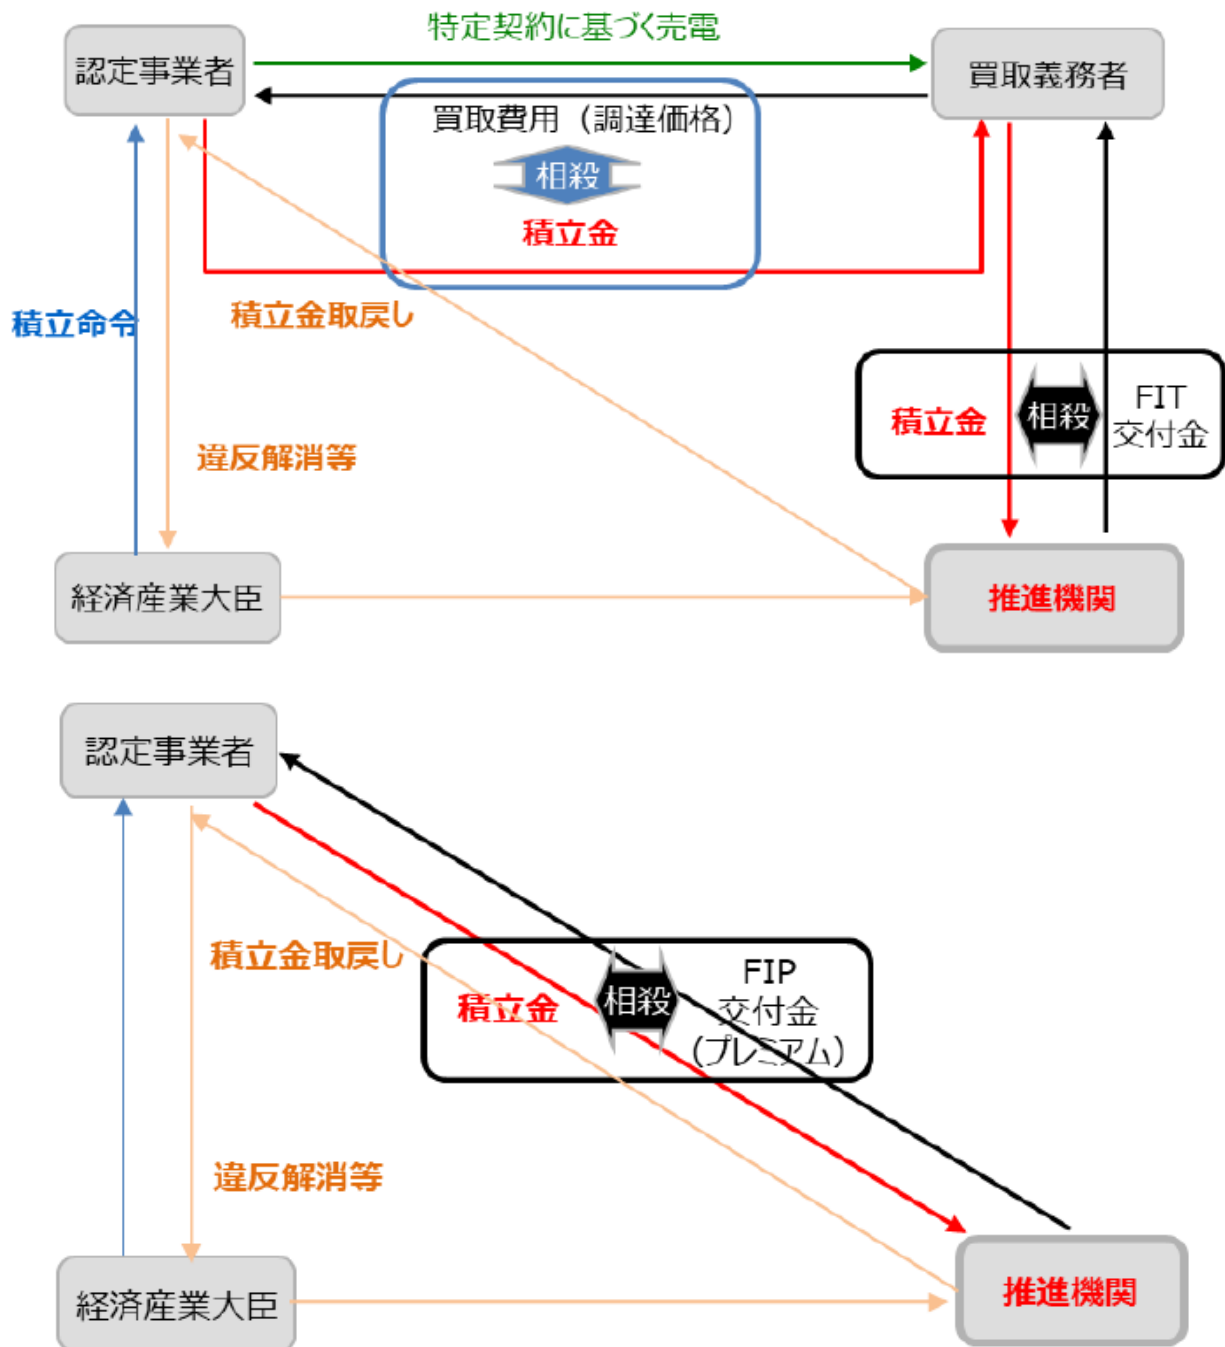 特定契約に基づく売電
認定事業者
買取義務者
買取費用（調達価格）
相殺
積立金
積立命令
積立金取戻し
積立金
相殺
FIT
交付金
違反解消等
経済産業大臣
推進機関
認定事業者
積立金取戻し
積立金
相殺
FIP
交付金
（プレミアム）
違反解消等
経済産業大臣
推進機関